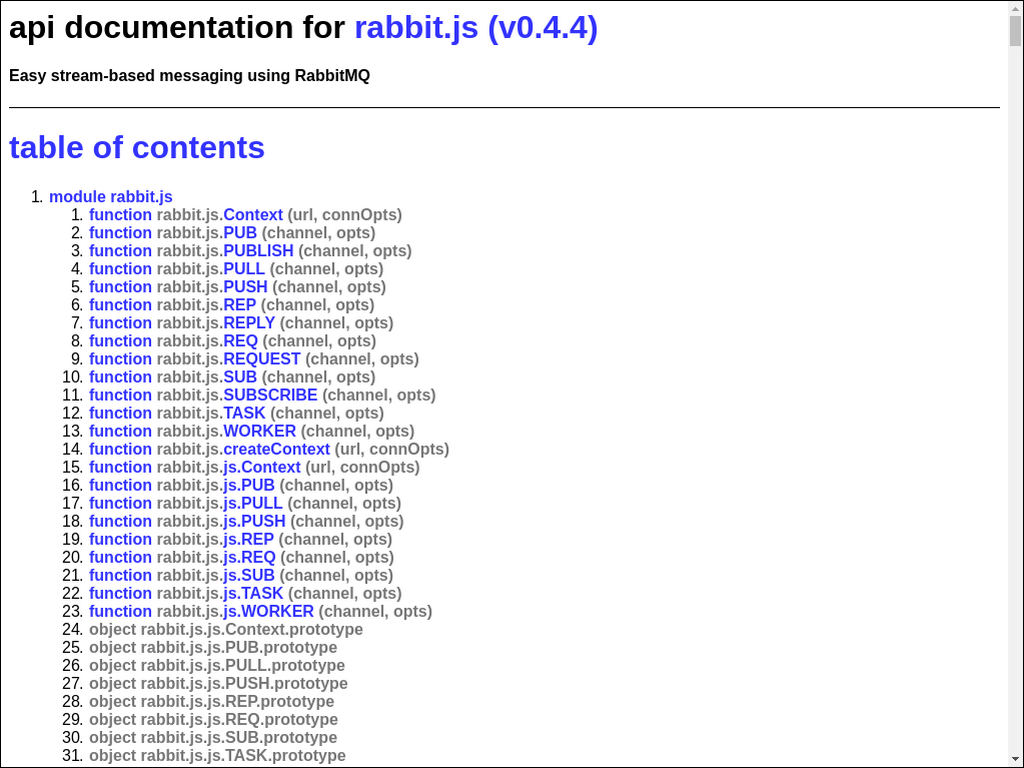 api documentation for rabbit.js (v0.4.4)
Easy stream-based messaging using RabbitMQ
table of contents
1. module rabbit.js
1. function rabbit.js.Context (url, connOpts)
2. function rabbit.js.PUB (channel, opts)
3. function rabbit.js.PUBLISH (channel, opts)
4. function rabbit.js.PULL (channel, opts)
5. function rabbit.js.PUSH (channel, opts)
6. function rabbit.js.REP (channel, opts)
7. function rabbit.js.REPLY (channel, opts)
8. function rabbit.js.REQ (channel, opts)
9. function rabbit.js.REQUEST (channel, opts)
10. function rabbit.js.SUB (channel, opts)
11. function rabbit.js.SUBSCRIBE (channel, opts)
12. function rabbit.js.TASK (channel, opts)
13. function rabbit.js.WORKER (channel, opts)
14. function rabbit.js.createContext (url, connOpts)
15. function rabbit.js.js.Context (url, connOpts)
16. function rabbit.js.js.PUB (channel, opts)
17. function rabbit.js.js.PULL (channel, opts)
18. function rabbit.js.js.PUSH (channel, opts)
19. function rabbit.js.js.REP (channel, opts)
20. function rabbit.js.js.REQ (channel, opts)
21. function rabbit.js.js.SUB (channel, opts)
22. function rabbit.js.js.TASK (channel, opts)
23. function rabbit.js.js.WORKER (channel, opts)
24. object rabbit.js.js.Context.prototype
25. object rabbit.js.js.PUB.prototype
26. object rabbit.js.js.PULL.prototype
27. object rabbit.js.js.PUSH.prototype
28. object rabbit.js.js.REP.prototype
29. object rabbit.js.js.REQ.prototype
30. object rabbit.js.js.SUB.prototype
31. object rabbit.js.js.TASK.prototype